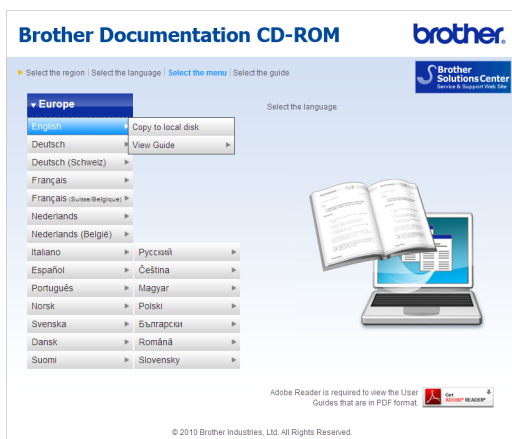 Brother Documentation CD-ROM
brother
Select the region | Select the language | Select the menu | Select the guide
Brother
Solutions Center
Service & Support Web Site
Europe
Select the language.
English
Copy to local disk
Deutsch
View Guide
Deutsch (Schweiz)
Français
Français (Suisse/Belgique)
Nederlands
Nederlands (België)
Italiano
Русский
Español
Čeština
Português
Magyar
Norsk
Polski
Svenska
Български
Dansk
Română
Suomi
Slovensky
Adobe Reader is required to view the User
Guides that are in PDF format.
Get
ADOBE® READER®
© 2010 Brother Industries, Ltd. All Rights Reserved.